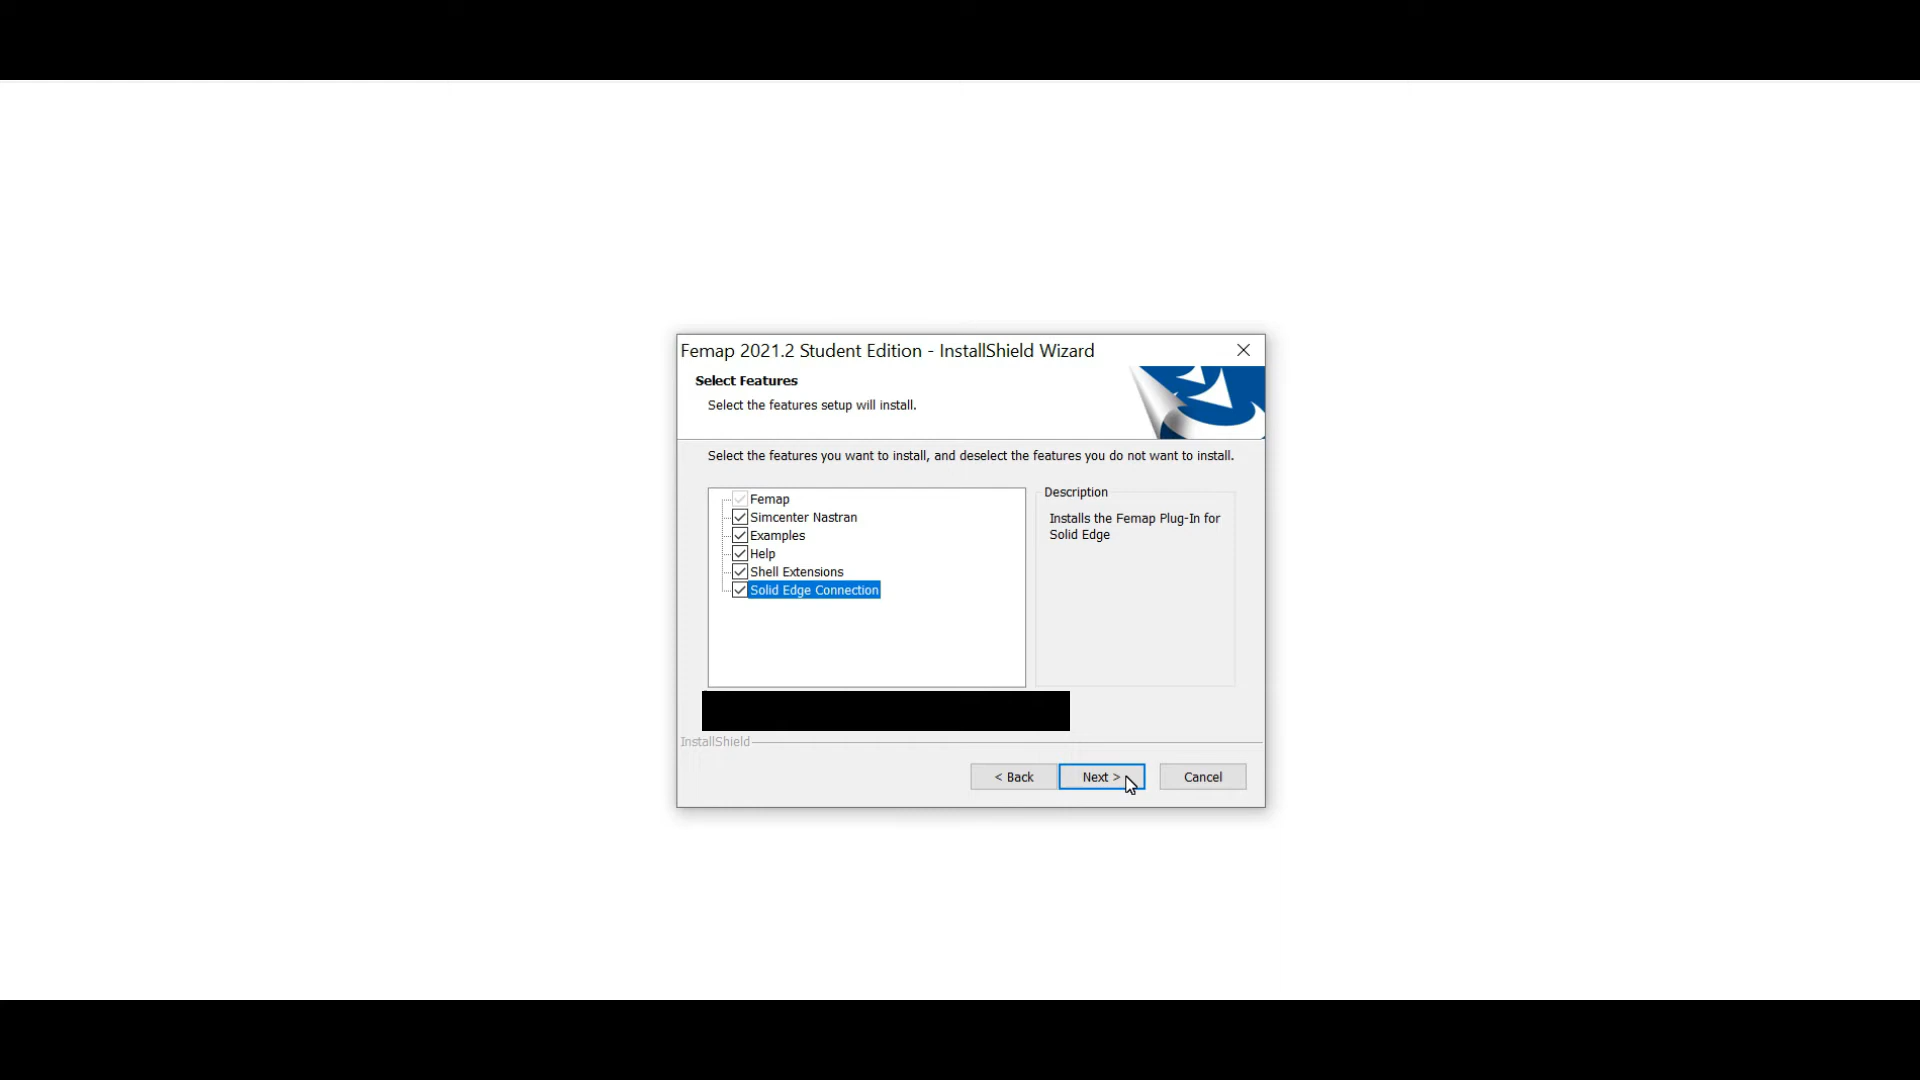 Femap 2021.2 Student Edition - InstallShield Wizard
Select Features
Select the features setup will install.
Select the features you want to install, and deselect the features you do not want to install.
Femap
Simcenter Nastran
Examples
Help
Shell Extensions
Solid Edge Connection
Description
Installs the Femap Plug-In for
Solid Edge
InstallShield
< Back
Next >
Cancel